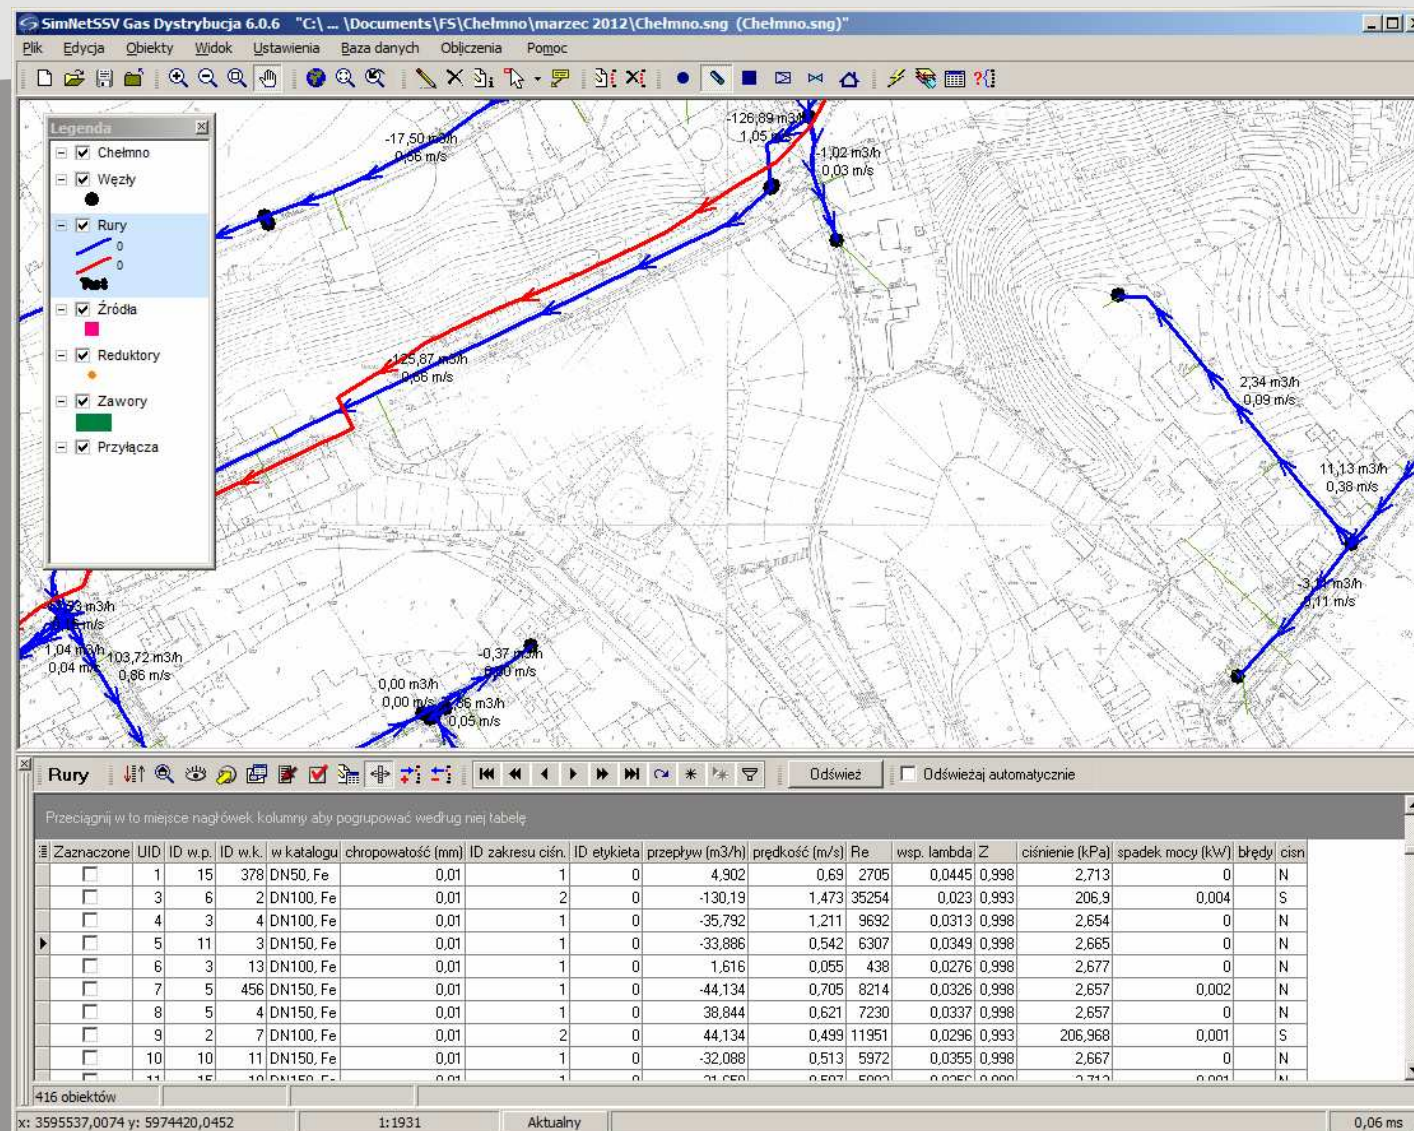 SimNetSSV Gas Dystrybucja 6.0.6 "C:\ ... \Documents\FS\Chełmno\marzec 2012\Chełmno.sng (Chełmno.sng)"
Plik Edycja Obiekty Widok Ustawienia Baza danych Obliczenia Pomoc
Legenda
Chełmno
Węzły
Rury
0
0
Źródła
Reduktory
Zawory
Przyłącza
-17,50 m3/h
0,66 m/s
-126,89 m3/h
1,05
-1,02 m3/h
0,03 m/s
-125,87 m3/h
0,66 m/s
2,34 m3/h
0,09 m/s
11,13 m3/h
0,38 m/s
m3/h
0,11 m/s
m3/h
m/s
1,04 m3/h
0,04 m/s
103,72 m3/h
0,86 m/s
-0,37 m3/h
m/s
0,00 m3/h
0,00 m/s
m3/h
0,05 m/s
Rury Odśwież Odświeżaj automatycznie
Przeciągnij w to miejsce nagłówek kolumny aby pogrupować według niej tabelę
Zaznaczone UID ID w.p. ID w.k. w katalogu chropowatość (mm) ID zakresu ciśn. ID etykieta przepływ (m3/h) prędkość (m/s) Re wsp. lambda Z ciśnienie (kPa) spadek mocy (kW) błędy cisn
1 15 378 DN50, Fe 0,01 1 0 4,902 0,69 2705 0,0445 0,998 2,713 0 N
3 6 2 DN100, Fe 0,01 2 0 -130,19 1,473 35254 0,023 0,993 206,9 0,004 S
4 3 4 DN100, Fe 0,01 1 0 -35,792 1,211 9692 0,0313 0,998 2,654 0 N
5 11 3 DN150, Fe 0,01 1 0 -33,886 0,542 6307 0,0349 0,998 2,665 0 N
6 3 13 DN100, Fe 0,01 1 0 1,616 0,055 438 0,0276 0,998 2,677 0 N
7 5 456 DN150, Fe 0,01 1 0 -44,134 0,705 8214 0,0326 0,998 2,657 0,002 N
8 5 4 DN150, Fe 0,01 1 0 38,844 0,621 7230 0,0337 0,998 2,657 0 N
9 2 7 DN100, Fe 0,01 2 0 44,134 0,499 11951 0,0296 0,993 206,968 0,001 S
10 10 11 DN150, Fe 0,01 1 0 -32,088 0,513 5972 0,0355 0,998 2,667 0 N
416 obiektów
x: 3595537,0074 y: 5974420,0452 1:1931 Aktualny 0,06 ms